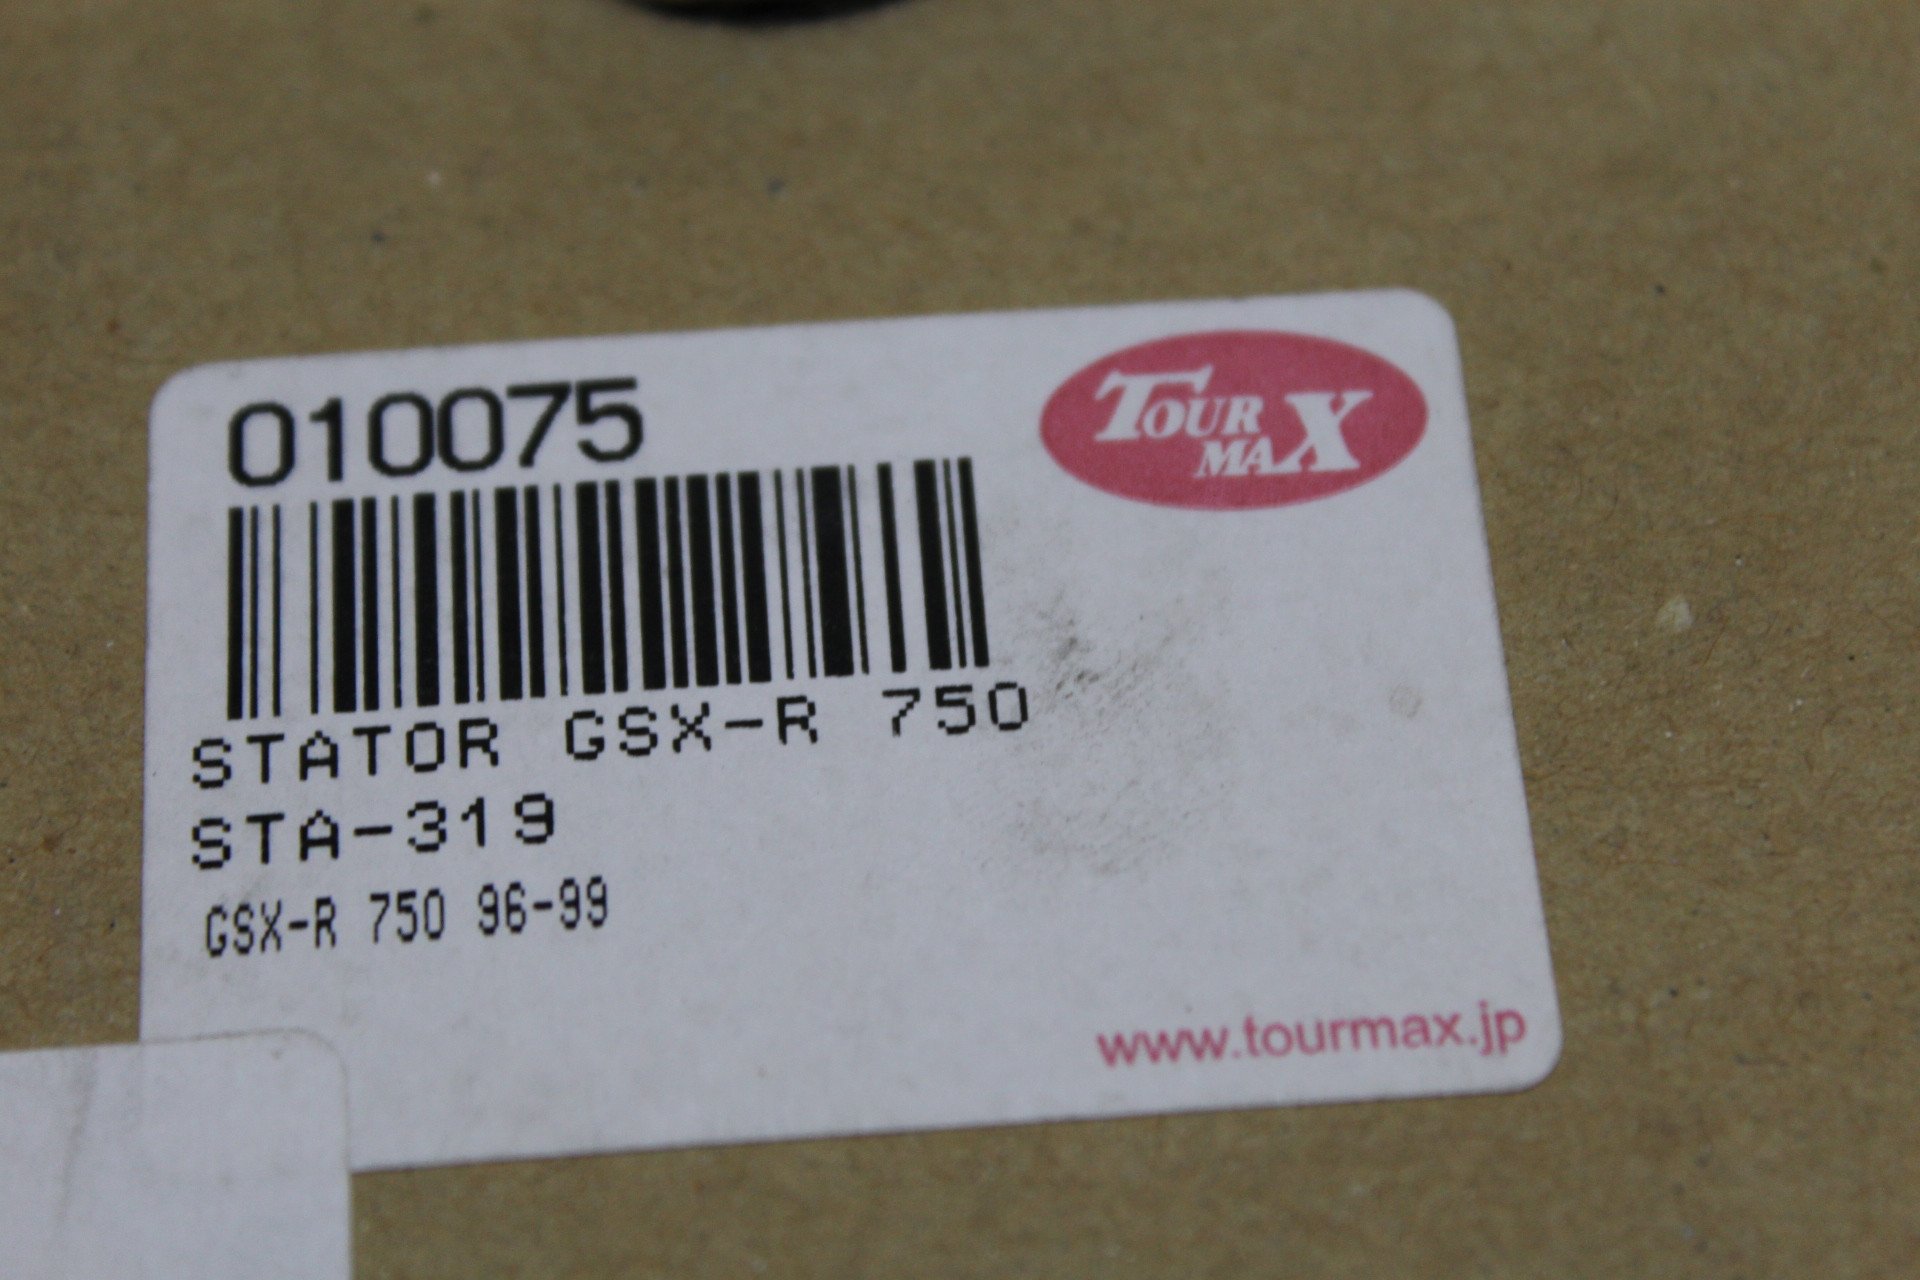 010075
TOUR
MAX
STATOR GSX-R 750
STA-319
GSX-R 750 96-99
www.tourmax.jp